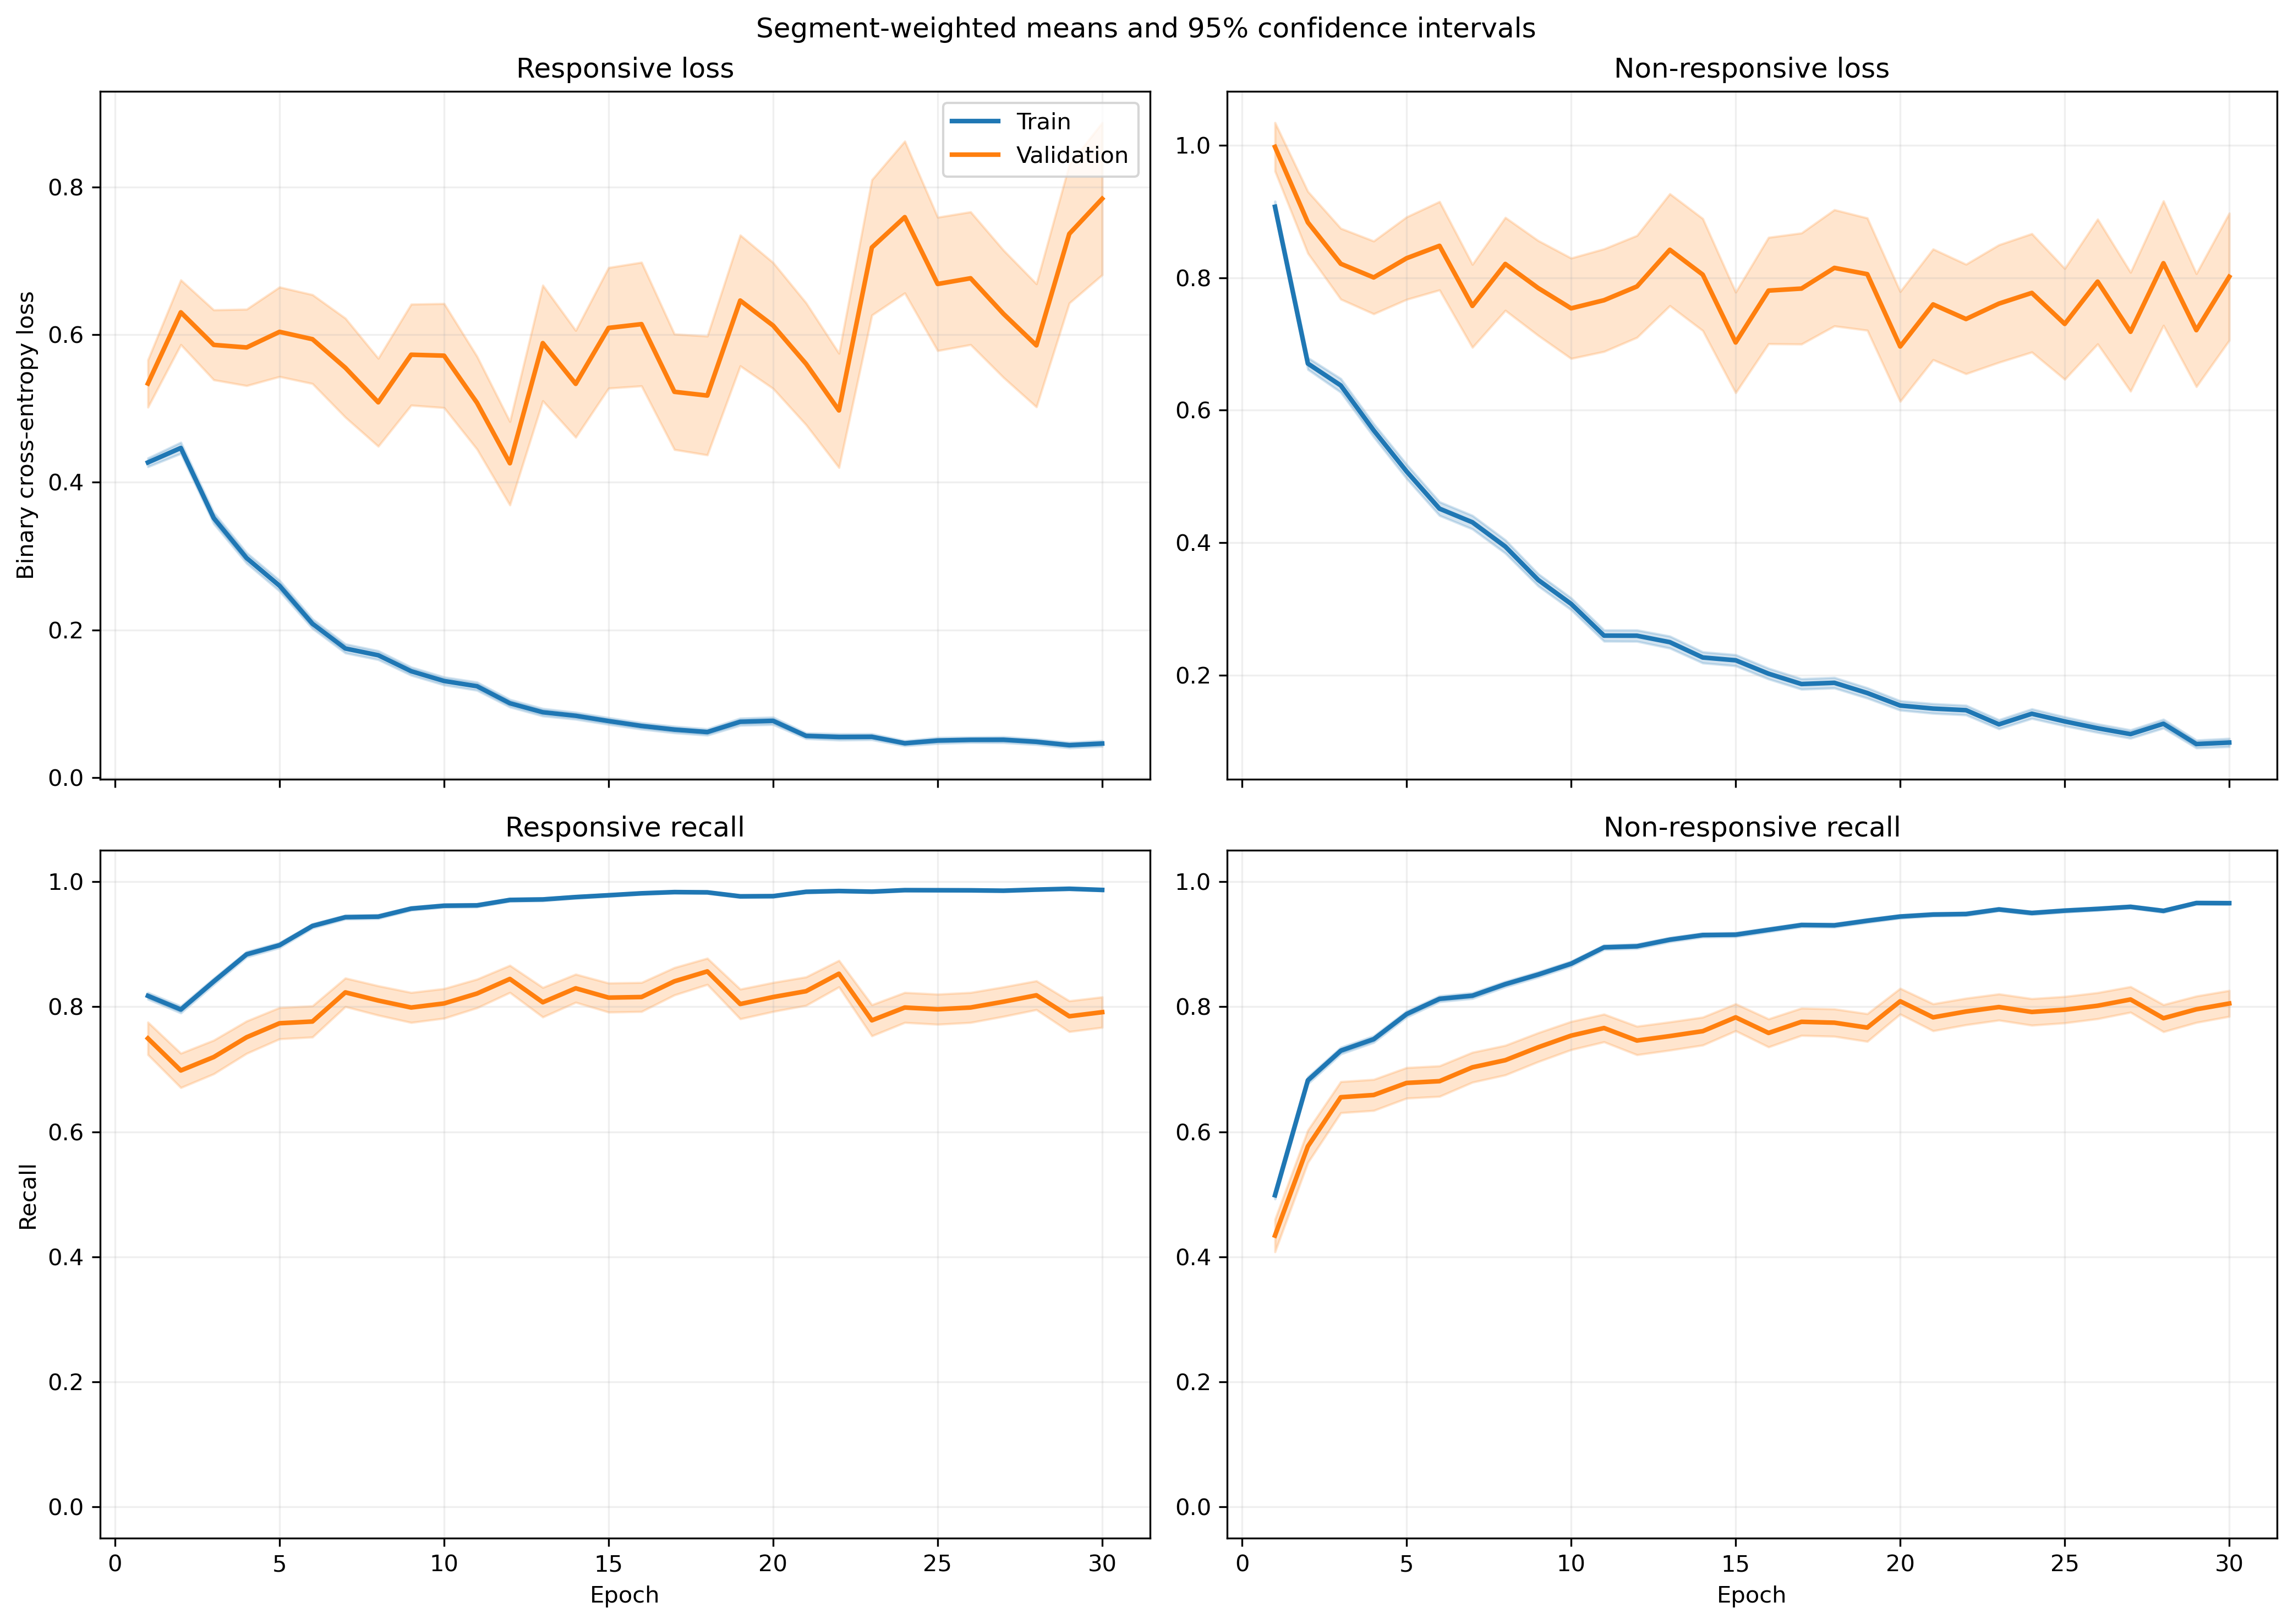 Segment-weighted means and 95% confidence intervals
Responsive loss
Non-responsive loss
Train
Validation
Binary cross-entropy loss
0.8
0.6
0.4
0.2
0.0
1.0
0.8
0.6
0.4
0.2
Responsive recall
Non-responsive recall
Recall
1.0
0.8
0.6
0.4
0.2
0.0
0 5 10 15 20 25 30
Epoch
1.0
0.8
0.6
0.4
0.2
0.0
0 5 10 15 20 25 30
Epoch